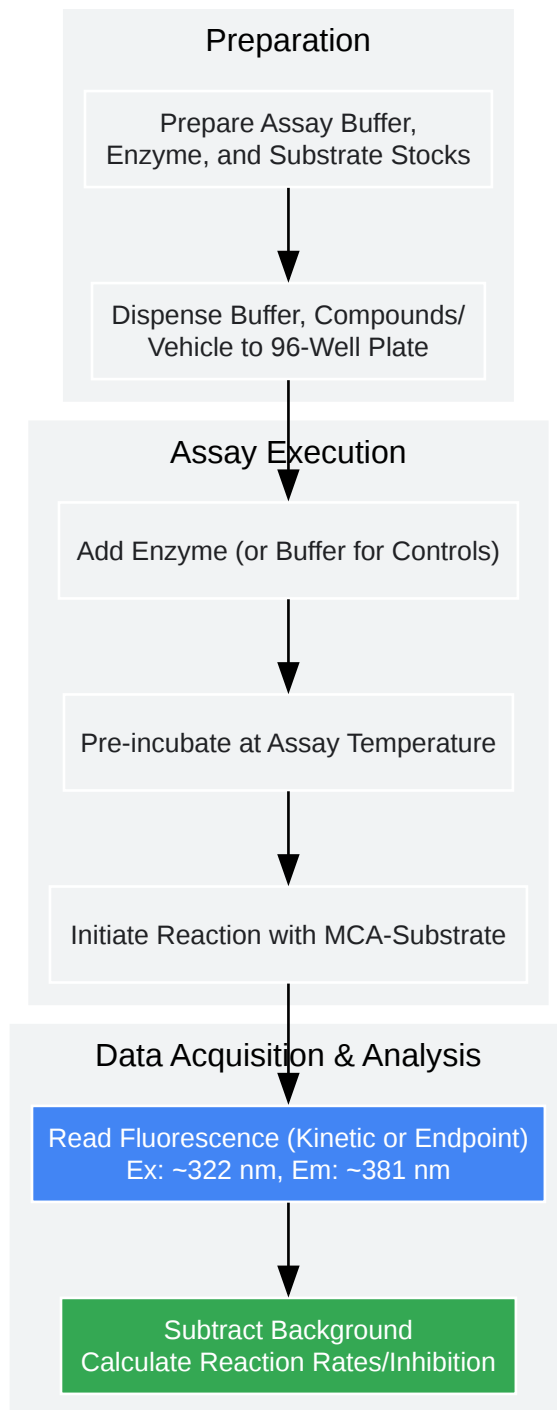 Preparation
Prepare Assay Buffer,
Enzyme, and Substrate Stocks
Dispense Buffer, Compounds/
Vehicle to 96-Well Plate
Assay Execution
Add Enzyme (or Buffer for Controls)
Pre-incubate at Assay Temperature
Initiate Reaction with MCA-Substrate
Data Acquisition & Analysis
Read Fluorescence (Kinetic or Endpoint)
Ex: ~322 nm, Em: ~381 nm
Subtract Background
Calculate Reaction Rates/Inhibition